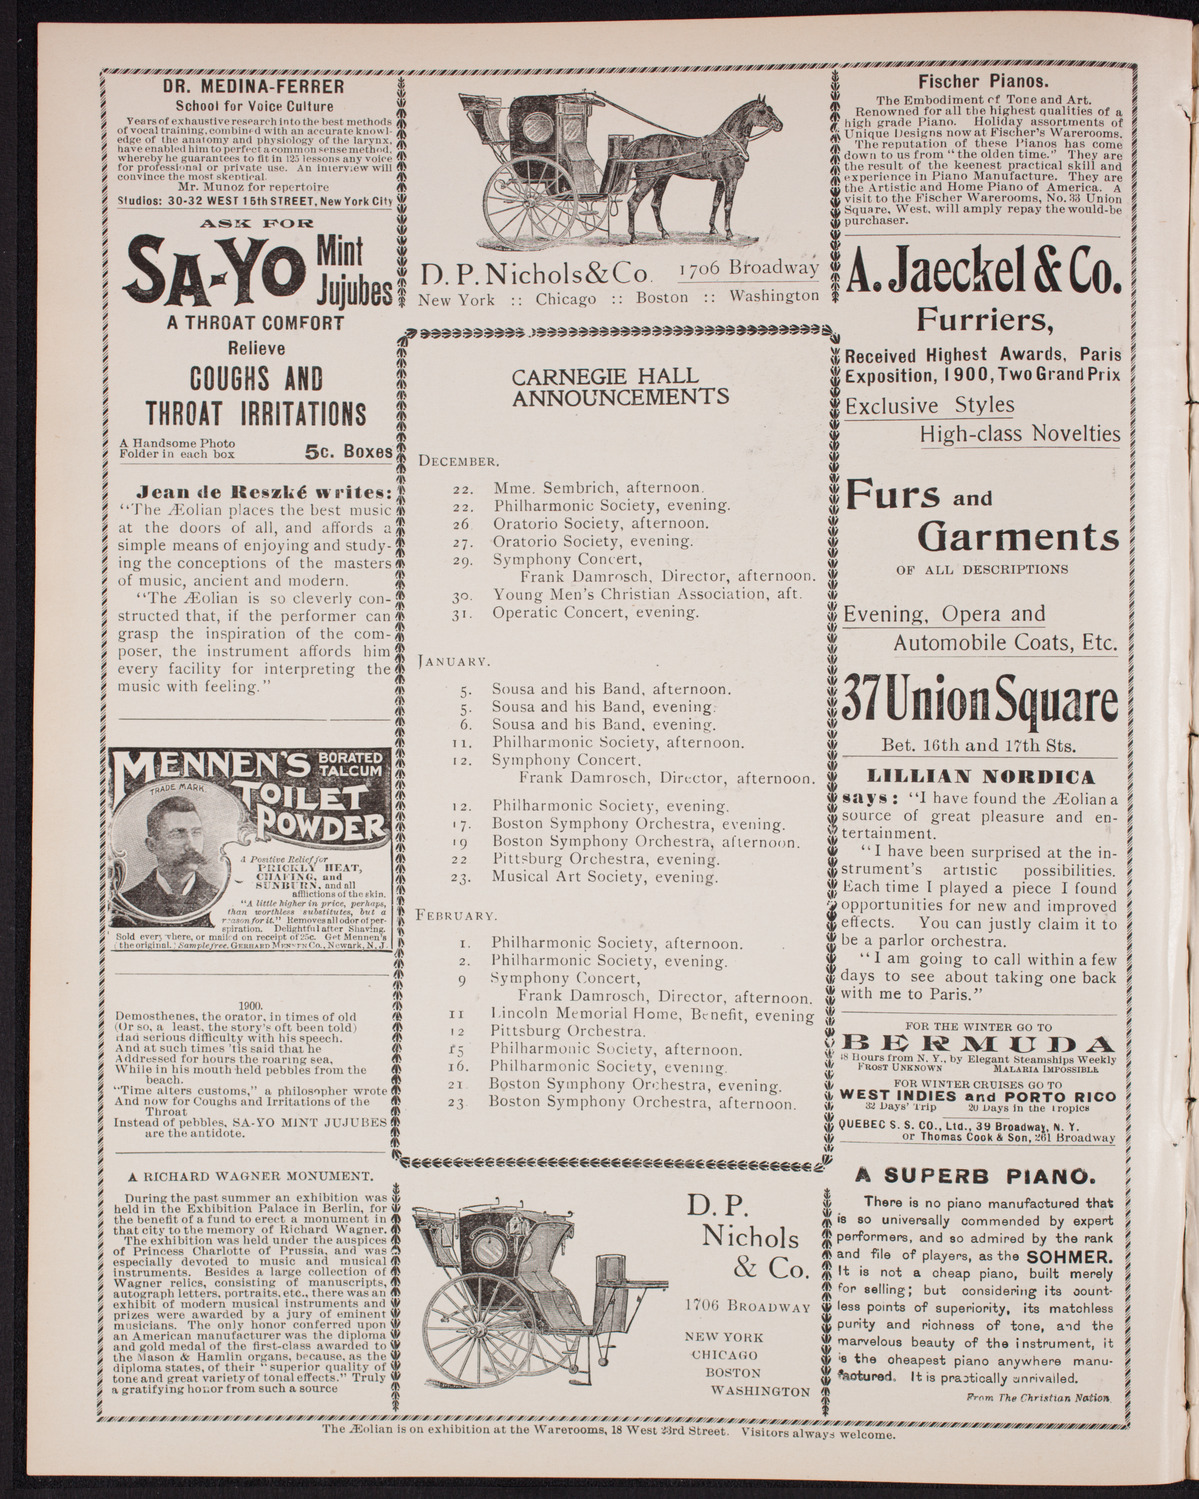 DR. MEDINA-FERRER
School for Voice Culture
Years of exhaustive research into the best methods
of vocal training, combined with an accurate knowl-
edge of the anatomy and physiology of the larynx,
have enabled him to perfect a common sense method,
whereby he guarantees to fit in 125 lessons any voice
for professional or private use. An interview will
convince the most skeptical.
Mr. Munoz for repertoire
Studios: 30-32 WEST 15th STREET, New York City
ASK FOR
SA-YO Mint
Jujubes
A THROAT COMFORT
Relieve
COUGHS AND
THROAT IRRITATIONS
A Handsome Photo
Folder in each box
5c. Boxes
Jean de Reszké writes:
"The Æolian places the best music
at the doors of all, and affords a
simple means of enjoying and study-
ing the conceptions of the masters
of music, ancient and modern.
"The Æolian is so cleverly con-
structed that, if the performer can
grasp the inspiration of the com-
poser, the instrument affords him
every facility for interpreting the
music with feeling."
MENNEN'S BORATED
TALCUM
TOILET
POWDER
TRADE MARK
A Positive Relief for
PRICKLY HEAT,
CHAFING, and
SUNBURN, and all
afflictions of the skin.
"A little higher in price, perhaps,
than worthless substitutes, but a
reason for it." Removes all odor of per-
spiration. Delightful after Shaving.
Sold everywhere, or mailed on receipt of 25c. Get Mennen's
(the original.) Sample free. GERHARD MENNEN CO., Newark, N. J
1900.
Demosthenes, the orator, in times of old
(Or so, a least, the story's oft been told)
Had serious difficulty with his speech.
And at such times 'tis said that he
Addressed for hours the roaring sea,
While in his mouth held pebbles from the
beach.
"Time alters customs," a philosopher wrote
And now for Coughs and Irritations of the
Throat
Instead of pebbles, SA-YO MINT JUJUBES
are the antidote.
A RICHARD WAGNER MONUMENT.
During the past summer an exhibition was
held in the Exhibition Palace in Berlin, for
the benefit of a fund to erect a monument in
that city to the memory of Richard Wagner.
The exhibition was held under the auspices
of Princess Charlotte of Prussia, and was
especially devoted to music and musical
instruments. Besides a large collection of
Wagner relics, consisting of manuscripts,
autograph letters, portraits, etc., there was an
exhibit of modern musical instruments and
prizes were awarded by a jury of eminent
musicians. The only honor conferred upon
an American manufacturer was the diploma
and gold medal of the first-class awarded to
the Mason & Hamlin organs, because, as the
diploma states, of their "superior quality of
tone and great variety of tonal effects." Truly
a gratifying honor from such a source
D. P. Nichols & Co. 1706 Broadway
New York :: Chicago :: Boston :: Washington
CARNEGIE HALL
ANNOUNCEMENTS
DECEMBER.
22. Mme. Sembrich, afternoon.
22. Philharmonic Society, evening.
26. Oratorio Society, afternoon.
27. Oratorio Society, evening.
29. Symphony Concert,
Frank Damrosch, Director, afternoon.
30. Young Men's Christian Association, aft.
31. Operatic Concert, evening.
JANUARY.
5. Sousa and his Band, afternoon.
5. Sousa and his Band, evening.
6. Sousa and his Band, evening.
11. Philharmonic Society, afternoon.
12. Symphony Concert,
Frank Damrosch, Director, afternoon.
12. Philharmonic Society, evening.
17. Boston Symphony Orchestra, evening.
19 Boston Symphony Orchestra, afternoon.
22 Pittsburg Orchestra, evening.
23. Musical Art Society, evening.
FEBRUARY.
1. Philharmonic Society, afternoon.
2. Philharmonic Society, evening.
9 Symphony Concert,
Frank Damrosch, Director, afternoon.
11 Lincoln Memorial Home, Benefit, evening
12 Pittsburg Orchestra.
15 Philharmonic Society, afternoon.
16. Philharmonic Society, evening.
21 Boston Symphony Orchestra, evening.
23 Boston Symphony Orchestra, afternoon.
D. P.
Nichols
& Co.
1706 BROADWAY
NEW YORK
CHICAGO
BOSTON
WASHINGTON
Fischer Pianos.
The Embodiment of Tone and Art.
Renowned for all the highest qualities of a
high grade Piano. Holiday assortments of
Unique Designs now at Fischer's Warerooms.
The reputation of these Pianos has come
down to us from "the olden time." They are
the result of the keenest practical skill and
experience in Piano Manufacture. They are
the Artistic and Home Piano of America. A
visit to the Fischer Warerooms, No. 33 Union
Square, West, will amply repay the would-be
purchaser.
A. Jaeckel & Co.
Furriers,
Received Highest Awards, Paris
Exposition, 1900, Two Grand Prix
Exclusive Styles
High-class Novelties
Furs and
Garments
OF ALL DESCRIPTIONS
Evening, Opera and
Automobile Coats, Etc.
37 Union Square
Bet. 16th and 17th Sts.
LILLIAN NORDICA
says: "I have found the Æolian a
source of great pleasure and en-
tertainment.
"I have been surprised at the in-
strument's artistic possibilities.
Each time I played a piece I found
opportunities for new and improved
effects. You can justly claim it to
be a parlor orchestra.
"I am going to call within a few
days to see about taking one back
with me to Paris."
FOR THE WINTER GO TO
BERMUDA
48 Hours from N. Y., by Elegant Steamships Weekly
FROST UNKNOWN MALARIA IMPOSSIBLE
FOR WINTER CRUISES GO TO
WEST INDIES and PORTO RICO
32 Days' Trip 20 Days in the Tropics
QUEBEC S. S. CO., Ltd., 39 Broadway, N. Y.
or Thomas Cook & Son, 261 Broadway
A SUPERB PIANO.
There is no piano manufactured that
is so universally commended by expert
performers, and so admired by the rank
and file of players, as the SOHMER.
It is not a cheap piano, built merely
for selling; but considering its count-
less points of superiority, its matchless
purity and richness of tone, and the
marvelous beauty of the instrument, it
is the cheapest piano anywhere manu-
factured. It is practically unrivalled.
From The Christian Nation.
The Æolian is on exhibition at the Warerooms, 18 West 23rd Street. Visitors always welcome.